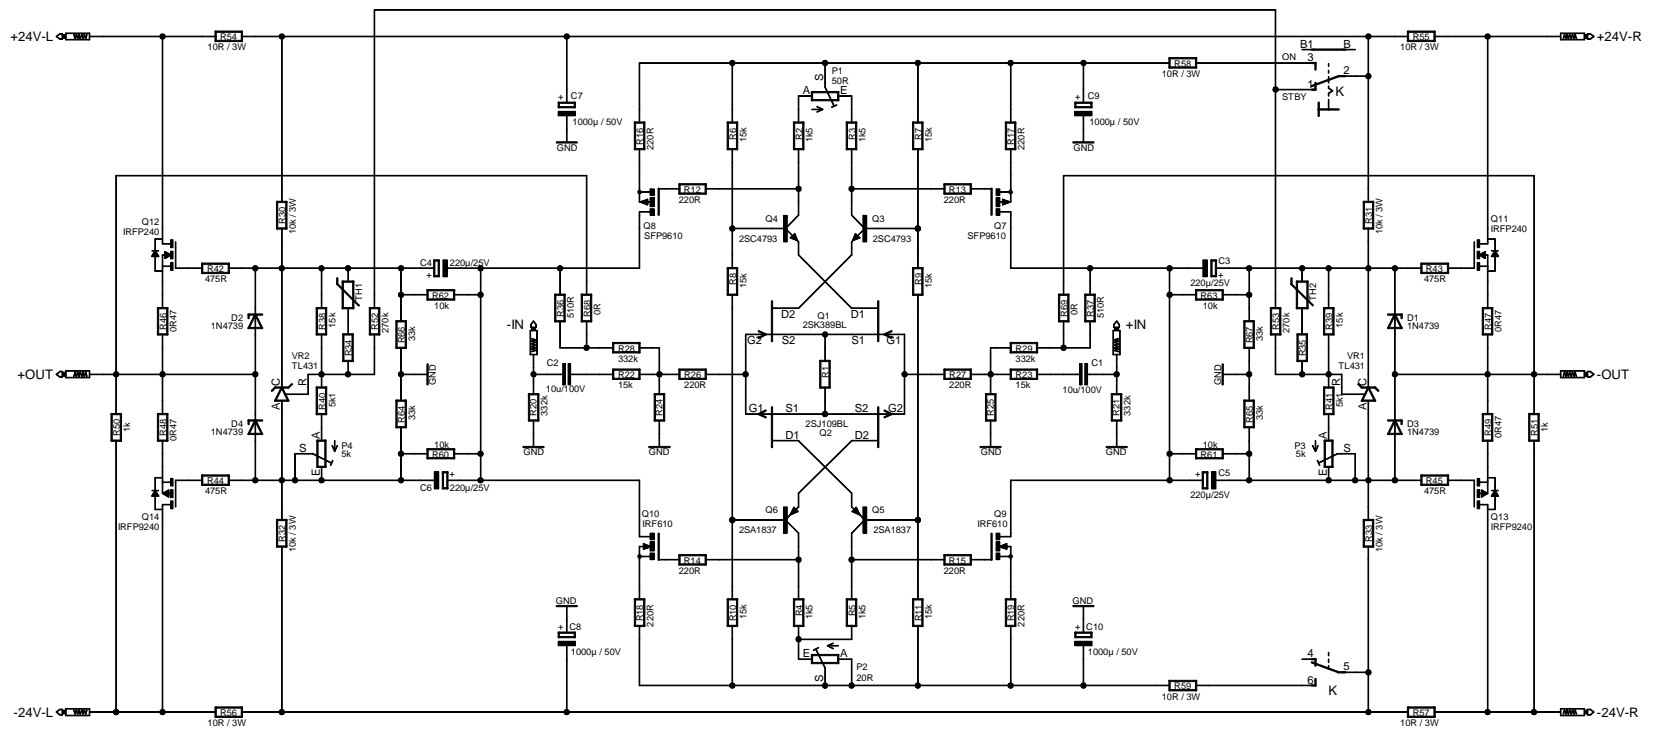 +24V-L
R54
10R / 3W
R55
10R / 3W
+24V-R
B1
B
ON
3
2
1
K
STBY
R58
10R / 3W
S
P1
50R
A
E
C7
+
1000µ / 50V
GND
C9
+
1000µ / 50V
GND
R16
220R
R6
15k
R2
1k5
R3
1k5
R7
15k
R17
220R
R12
220R
R13
220R
Q8
SFP9610
Q7
SFP9610
Q4
2SC4793
Q3
2SC4793
R30
10k / 3W
R31
10k / 3W
Q12
IRFP240
Q11
IRFP240
R42
475R
R43
475R
C4
220µ/25V
+
R62
10k
C3
220µ/25V
+
R63
10k
R8
15k
R9
15k
R46
0R47
D2
1N4739
R38
15k
TH1
R34
R52
270k
R66
33k
R36
510R
R68
0R
-IN
D2
D1
Q1
2SK389BL
G2
S2
S1
G1
R69
0R
R37
510R
+IN
R67
33k
R53
270k
TH2
R35
R39
15k
D1
1N4739
R47
0R47
VR2
TL431
VR1
TL431
+OUT
C
R
A
GND
C2
10u/100V
R28
332k
R22
15k
R26
220R
R1
R27
220R
R29
332k
R23
15k
C1
10u/100V
GND
R
C
A
-OUT
R50
1k
R48
0R47
D4
1N4739
R40
5k1
R64
33k
R20
332k
GND
R24
GND
G1
S1
S2
G2
2SJ109BL
Q2
D1
D2
R25
GND
R21
332k
GND
R65
33k
R41
5k1
D3
1N4739
R49
0R47
R51
1k
A
S
E
P4
5k
R60
10k
C6
+
220µ/25V
R61
10k
C5
+
220µ/25V
P3
5k
A
S
E
R44
475R
R45
475R
Q14
IRFP9240
Q13
IRFP9240
R32
10k / 3W
R33
10k / 3W
Q10
IRF610
Q9
IRF610
Q6
2SA1837
Q5
2SA1837
R14
220R
R15
220R
R18
220R
R10
15k
R4
1k5
R5
1k5
R11
15k
R19
220R
GND
C8
+
1000µ / 50V
GND
C10
+
1000µ / 50V
E
A
S
P2
20R
R59
10R / 3W
4
5
6
K
-24V-L
R56
10R / 3W
R57
10R / 3W
-24V-R